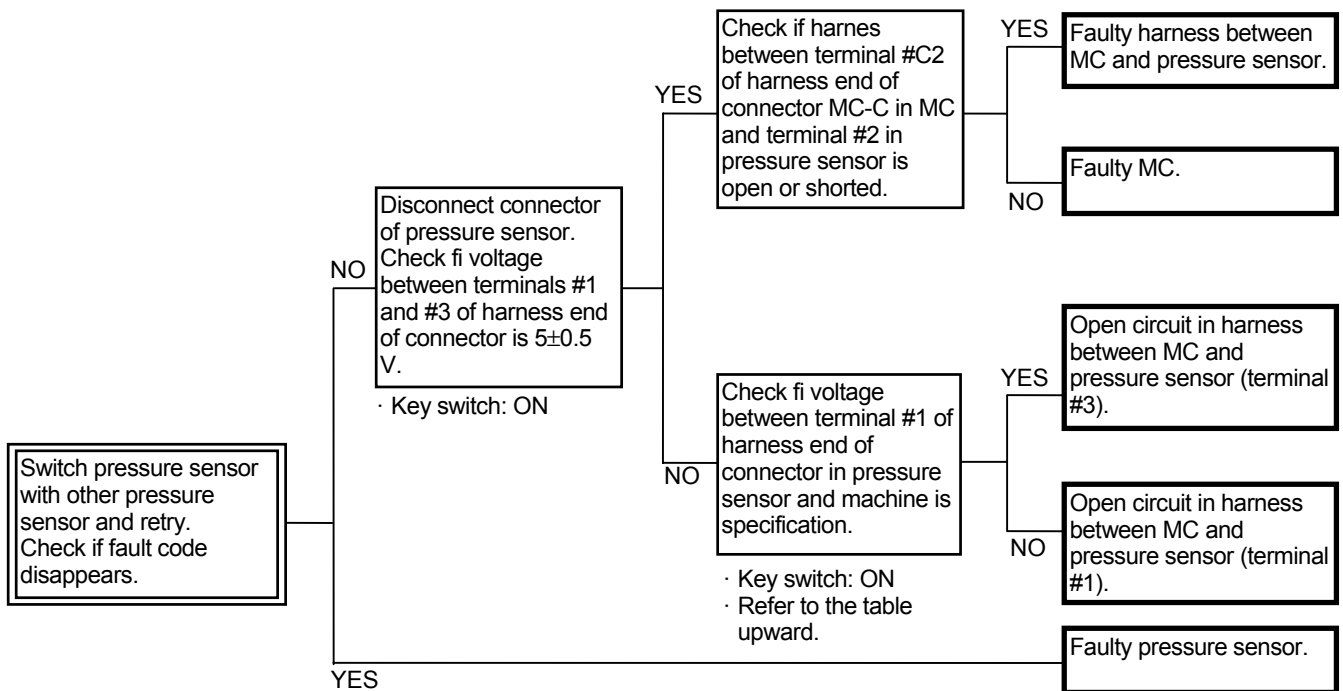 Switch pressure sensor
with other pressure
sensor and retry.
Check if fault code
disappears.
NO
YES
Disconnect connector
of pressure sensor.
Check fi voltage
between terminals #1
and #3 of harness end
of connector is 5±0.5
V.
· Key switch: ON
YES
NO
Check if harnes
between terminal #C2
of harness end of
connector MC-C in MC
and terminal #2 in
pressure sensor is
open or shorted.
YES
NO
Faulty harness between
MC and pressure sensor.
Faulty MC.
Check fi voltage
between terminal #1 of
harness end of
connector in pressure
sensor and machine is
specification.
· Key switch: ON
· Refer to the table
upward.
YES
NO
Open circuit in harness
between MC and
pressure sensor (terminal
#3).
Open circuit in harness
between MC and
pressure sensor (terminal
#1).
Faulty pressure sensor.